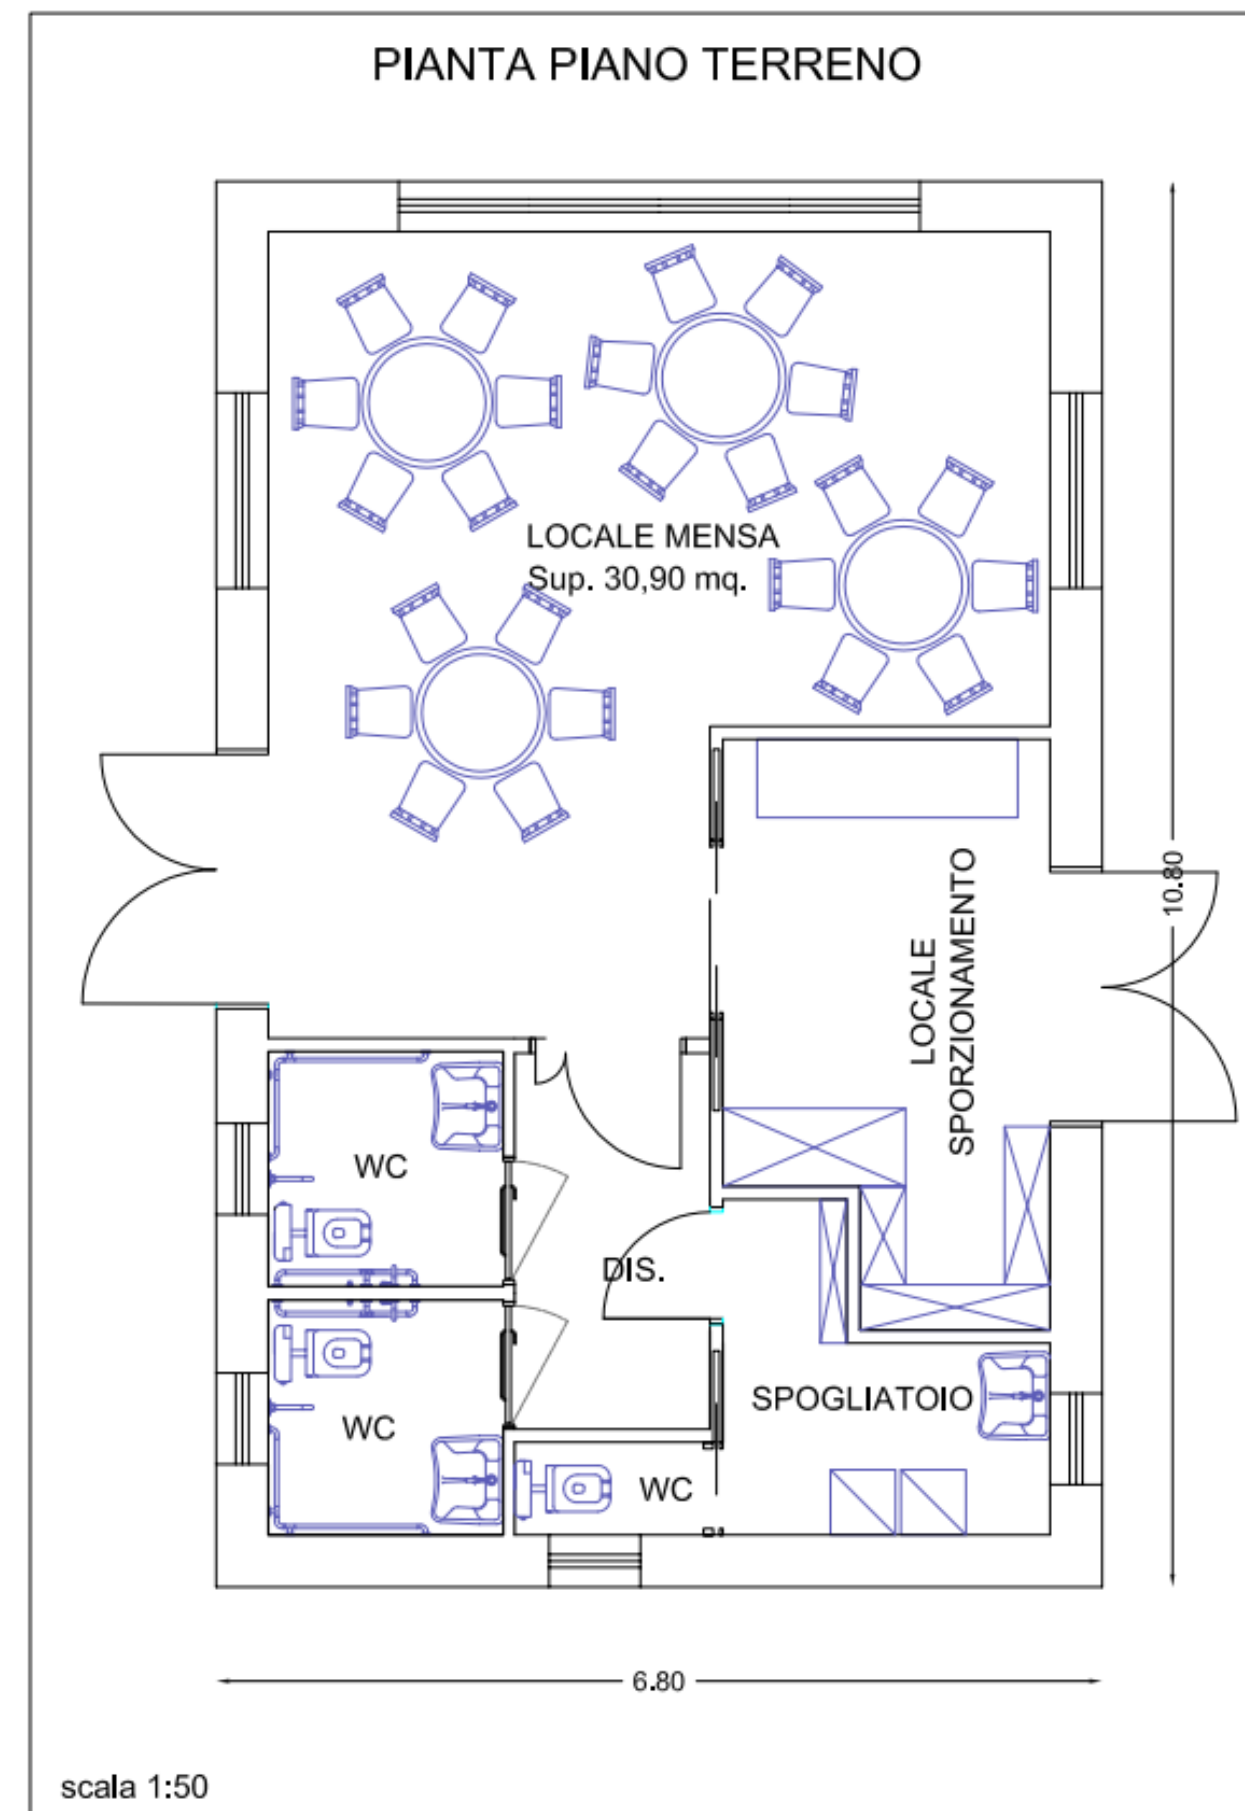 PIANTA PIANO TERRENO
LOCALE MENSA
Sup. 30,90 mq.
LOCALE
SPORZIONAMENTO
10.80
WC
DIS.
WC
SPOGLIATOIO
WC
6.80
scala 1:50